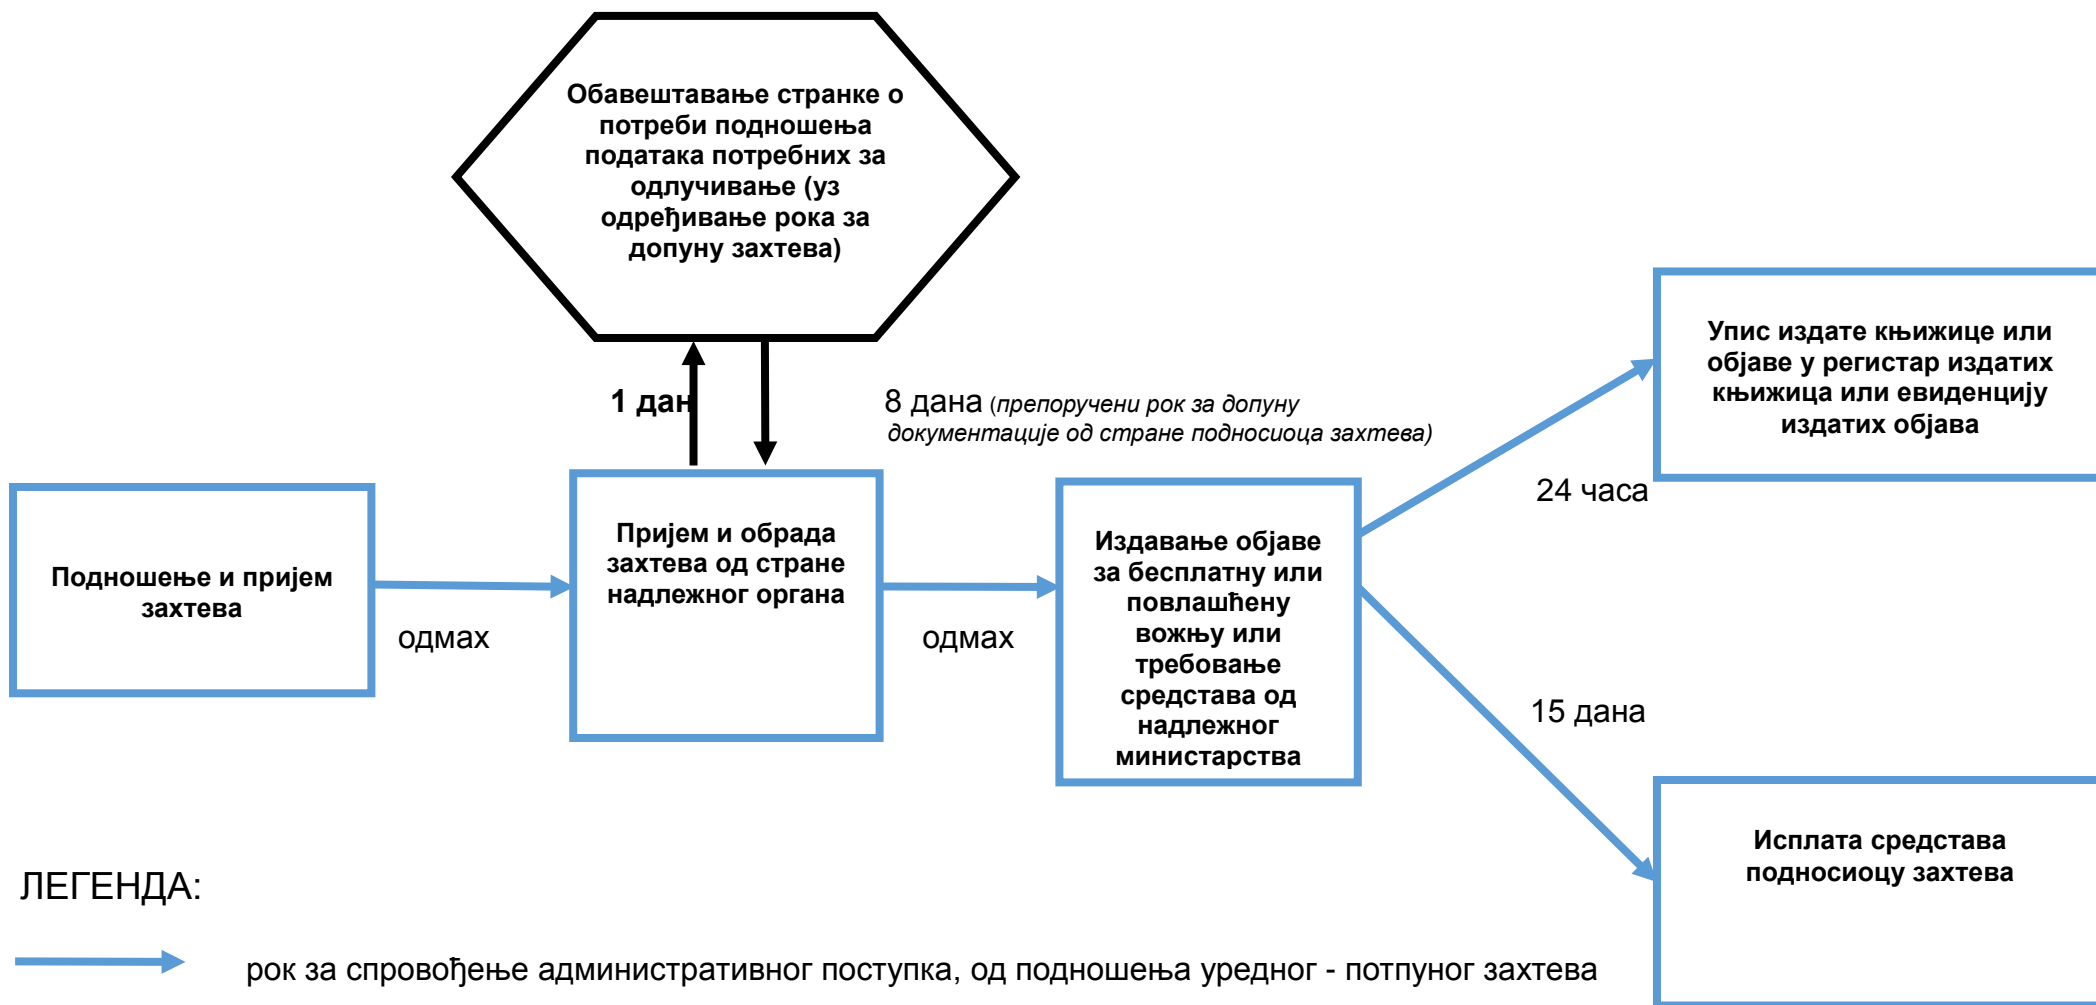 Обавештавање странке о
потреби подношења
података потребних за
одлучивање (уз
одређивање рока за
допуну захтева)
1 дан
8 дана (препоручени рок за допуну
документације од стране подносиоца захтева)
Подношење и пријем
захтева
одмах
Пријем и обрада
захтева од стране
надлежног органа
одмах
Издавање објаве
за бесплатну или
повлашћену
вожњу или
требовање
средстава од
надлежног
министарства
24 часа
Упис издате књижице или
објаве у регистар издатих
књижица или евиденцију
издатих објава
15 дана
Исплата средстава
подносиоцу захтева
ЛЕГЕНДА:
рок за спровођење административног поступка, од подношења уредног - потпуног захтева